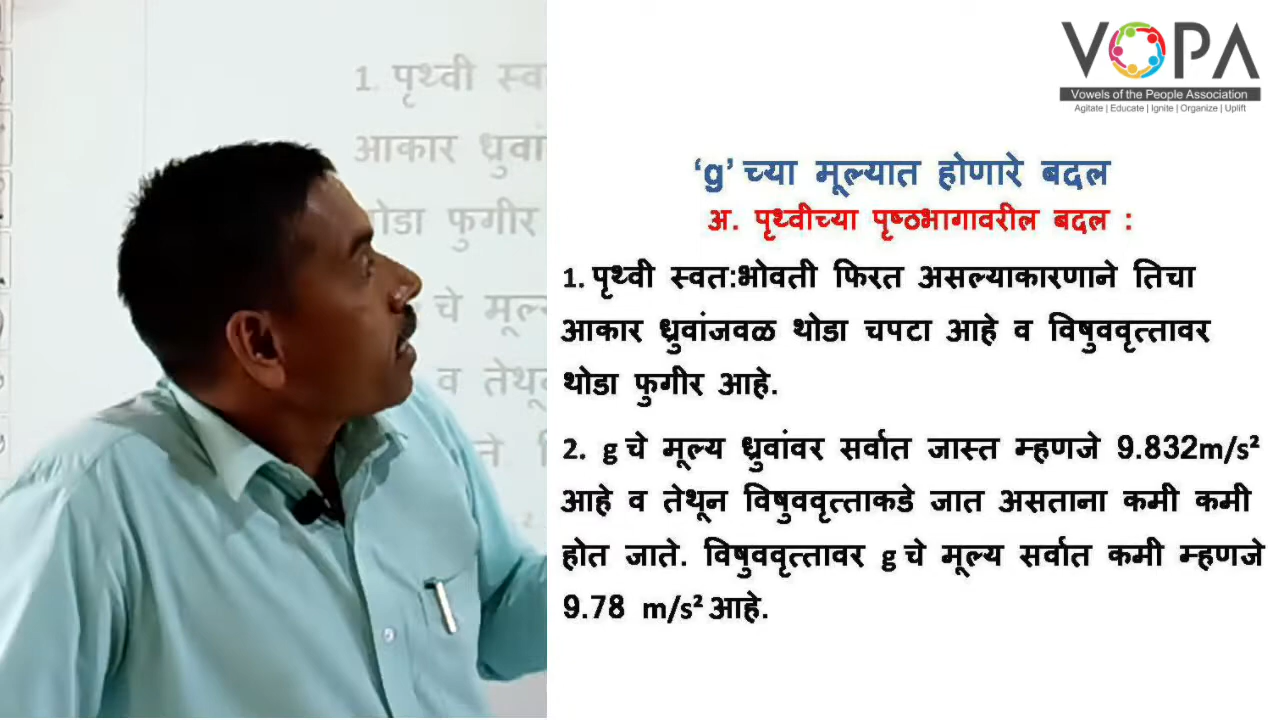 VOPA
Vowels of the People Association
Agitate | Educate | Ignite | Organize | Uplift
‘g’ च्या मूल्यात होणारे बदल
अ. पृथ्वीच्या पृष्ठभागावरील बदल :
1. पृथ्वी स्वत:भोवती फिरत असल्याकारणाने तिचा
आकार ध्रुवांजवळ थोडा चपटा आहे व विषुववृत्तावर
थोडा फुगीर आहे.
2. g चे मूल्य ध्रुवांवर सर्वात जास्त म्हणजे 9.832m/s²
आहे व तेथून विषुववृत्ताकडे जात असताना कमी कमी
होत जाते. विषुववृत्तावर g चे मूल्य सर्वात कमी म्हणजे
9.78 m/s² आहे.
1. पृथ्वी
आकार
थोडा फुगीर
चे
व